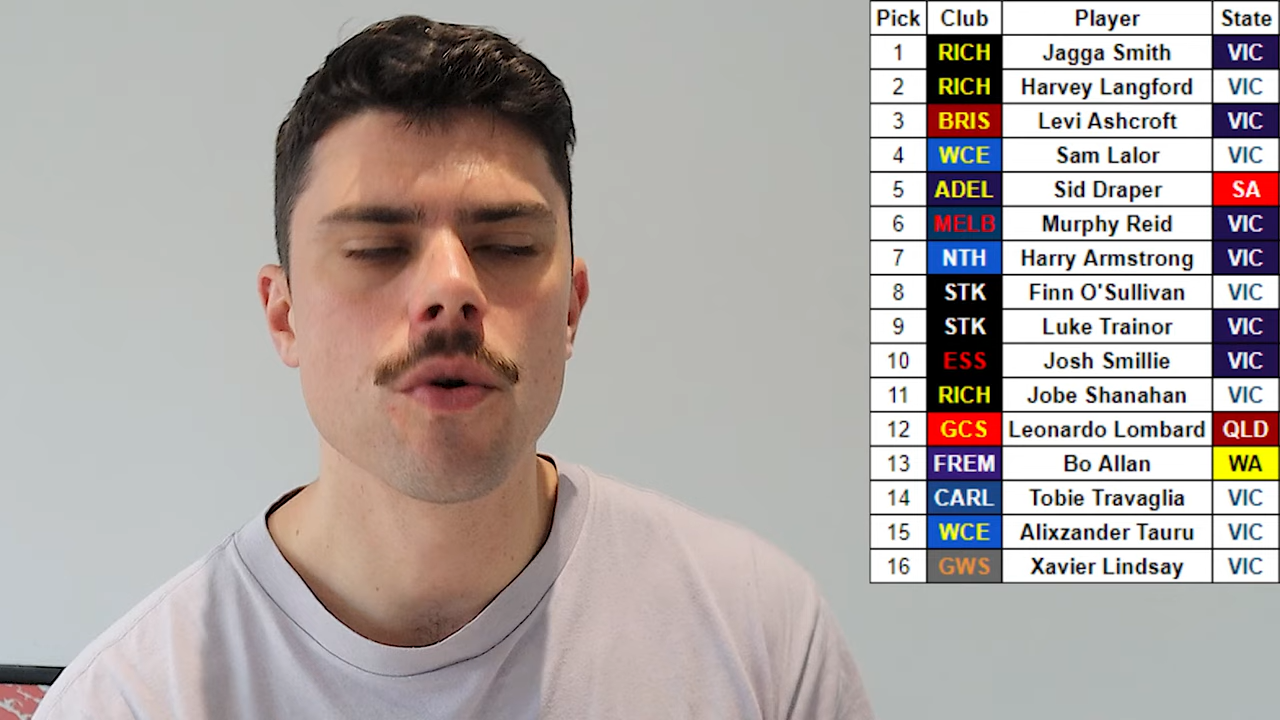 Pick Club Player State
1 RICH Jagga Smith VIC
2 RICH Harvey Langford VIC
3 BRIS Levi Ashcroft VIC
4 WCE Sam Lalor VIC
5 ADEL Sid Draper SA
6 MELB Murphy Reid VIC
7 NTH Harry Armstrong VIC
8 STK Finn O'Sullivan VIC
9 STK Luke Trainor VIC
10 ESS Josh Smillie VIC
11 RICH Jobe Shanahan VIC
12 GCS Leonardo Lombard QLD
13 FREM Bo Allan WA
14 CARL Tobie Travaglia VIC
15 WCE Alixzander Tauru VIC
16 GWS Xavier Lindsay VIC